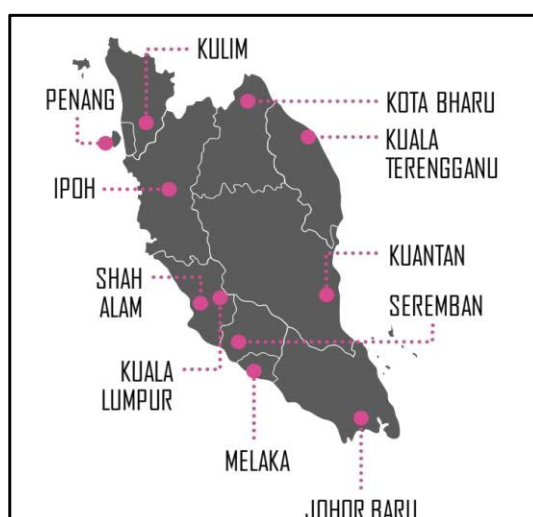 KULIM
PENANG
KOTA BHARU
KUALA
TERENGGANU
IPOH
KUANTAN
SHAH
ALAM
SEREMBAN
KUALA
LUMPUR
MELAKA
JOHOR BARU